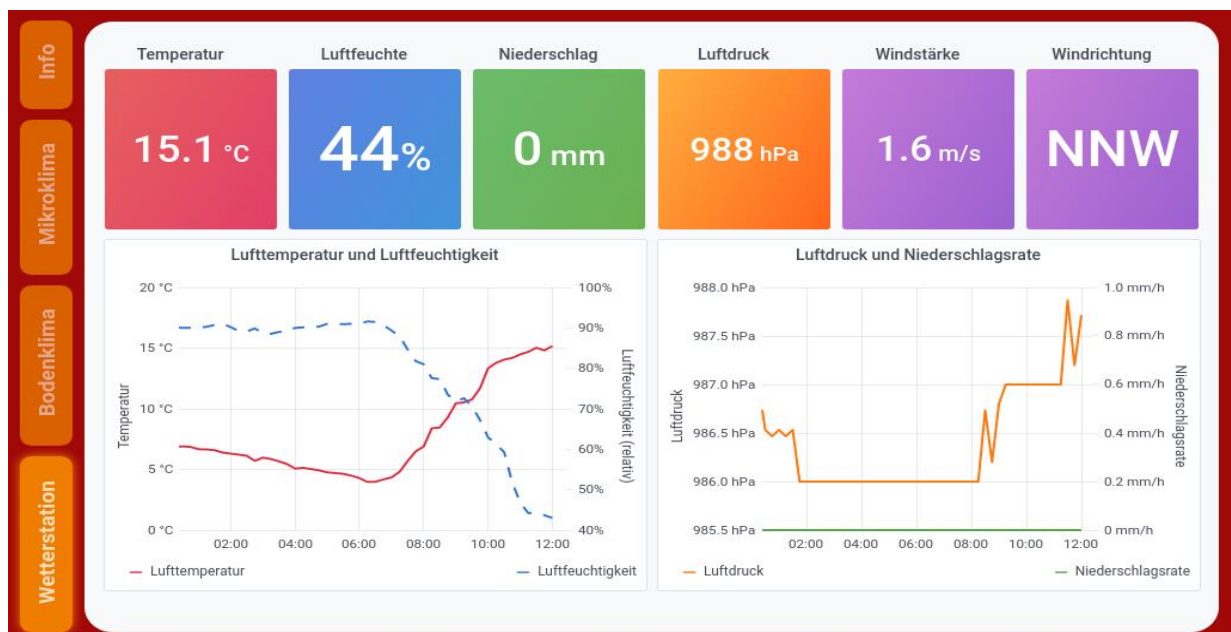 Info
Mikroklima
Bodenklima
Wetterstation
Temperatur
Luftfeuchte
Niederschlag
Luftdruck
Windstärke
Windrichtung
15.1 °C
44%
0 mm
988 hPa
1.6 m/s
NNW
Lufttemperatur und Luftfeuchtigkeit
20 °C
15 °C
10 °C
5 °C
0 °C
Temperatur
100%
90%
80%
70%
60%
50%
40%
Luftfeuchtigkeit (relativ)
02:00 04:00 06:00 08:00 10:00 12:00
Lufttemperatur
Luftfeuchtigkeit
Luftdruck und Niederschlagsrate
988.0 hPa
987.5 hPa
987.0 hPa
986.5 hPa
986.0 hPa
985.5 hPa
Luftdruck
1.0 mm/h
0.8 mm/h
0.6 mm/h
0.4 mm/h
0.2 mm/h
0 mm/h
Niederschlagsrate
02:00 04:00 06:00 08:00 10:00 12:00
Luftdruck
Niederschlagsrate